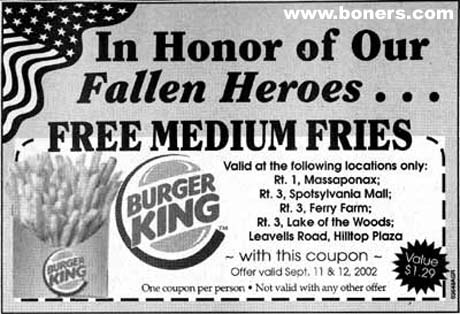 www.boners.com
In Honor of Our
Fallen Heroes . . .
FREE MEDIUM FRIES
Valid at the following locations only:
Rt. 1, Massaponax;
Rt. 3, Spotsylvania Mall;
Rt. 3, Ferry Farm;
Rt. 3, Lake of the Woods;
Leavells Road, Hilltop Plaza
BURGER
KING
TM
BURGER
KING
~ with this coupon ~
Offer valid Sept. 11 & 12, 2002
Value
$1.29
One coupon per person • Not valid with any other offer